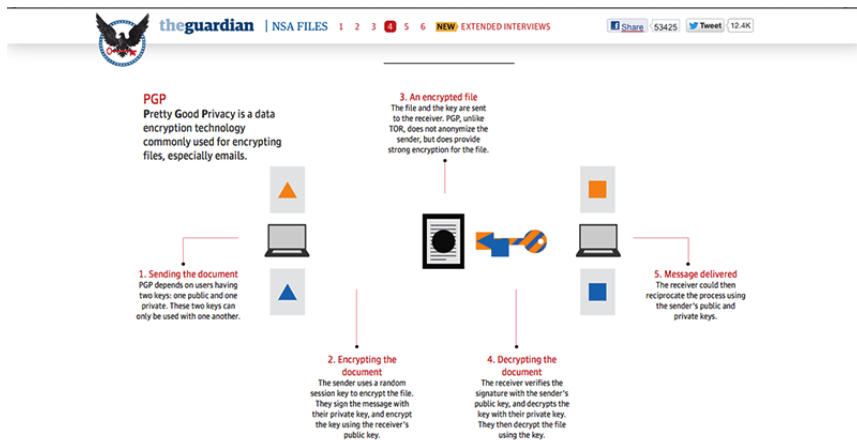 theguardian | NSA FILES 1 2 3 4 5 6 NEW EXTENDED INTERVIEWS Share 53425 Tweet 12.4K
PGP
Pretty Good Privacy is a data
encryption technology
commonly used for encrypting
files, especially emails.
3. An encrypted file
The file and the key are sent
to the receiver. PGP, unlike
TOR, does not anonymize the
sender, but does provide
strong encryption for the file.
1. Sending the document
PGP depends on users having
two keys: one public and one
private. These two keys can
only be used with one another.
5. Message delivered
The receiver could then
reciprocate the process using
the sender's public and
private keys.
2. Encrypting the
document
The sender uses a random
session key to encrypt the file.
They sign the message with
their private key, and encrypt
the key using the receiver's
public key.
4. Decrypting the
document
The receiver verifies the
signature with the sender's
public key, and decrypts the
key with their private key.
They then decrypt the file
using the key.